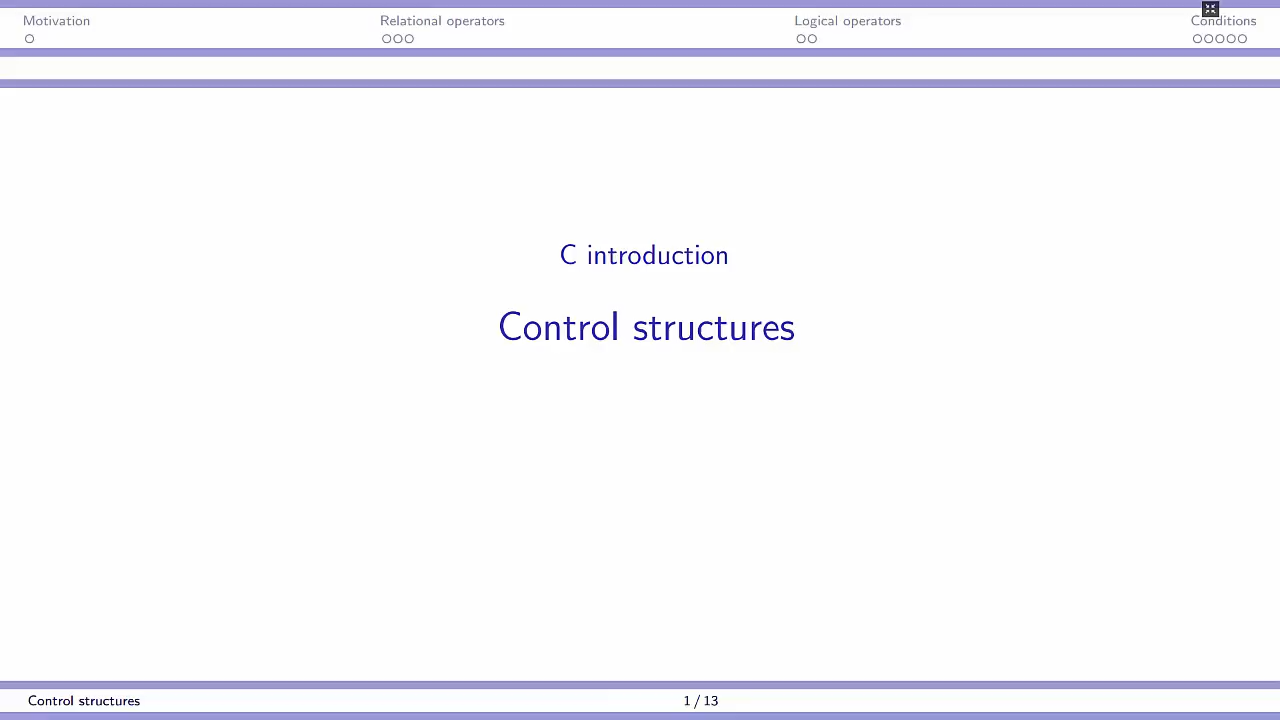 Motivation
Relational operators
Logical operators
Conditions
C introduction
Control structures
Control structures
1 / 13